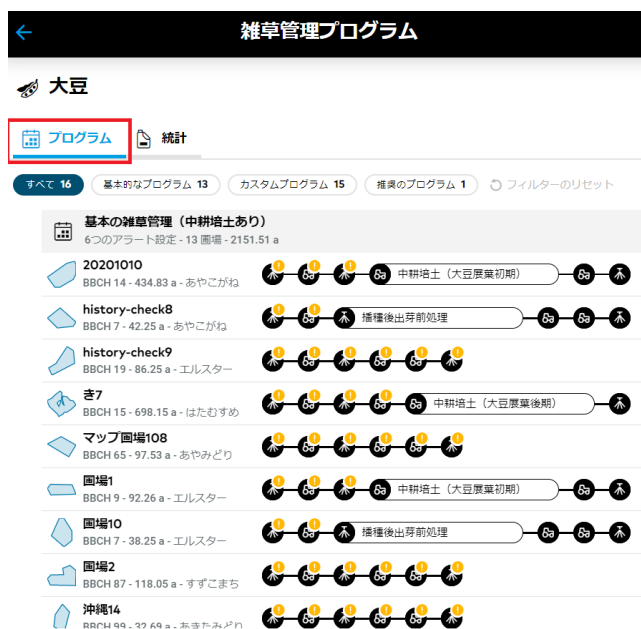 雑草管理プログラム
大豆
プログラム 統計
すべて 16 基本的なプログラム 13 カスタムプログラム 15 推奨のプログラム 1 フィルターのリセット
基本の雑草管理（中耕培土あり）
6つのアラート設定 - 13 圃場 - 2151.51 a
20201010
BBCH 14 - 434.83 a - あやこがね
中耕培土（大豆展葉初期）
history-check8
BBCH 7 - 42.25 a - あやこがね
播種後出芽前処理
history-check9
BBCH 19 - 86.25 a - エルスター
き7
BBCH 15 - 698.15 a - はたむすめ
中耕培土（大豆展葉後期）
マップ圃場108
BBCH 65 - 97.53 a - あやみどり
圃場1
BBCH 9 - 92.26 a - エルスター
中耕培土（大豆展葉初期）
圃場10
BBCH 7 - 38.25 a - エルスター
播種後出芽前処理
圃場2
BBCH 87 - 118.05 a - すずこまち
沖縄14
BBCH 99 - 32.69 a - あきたみどり